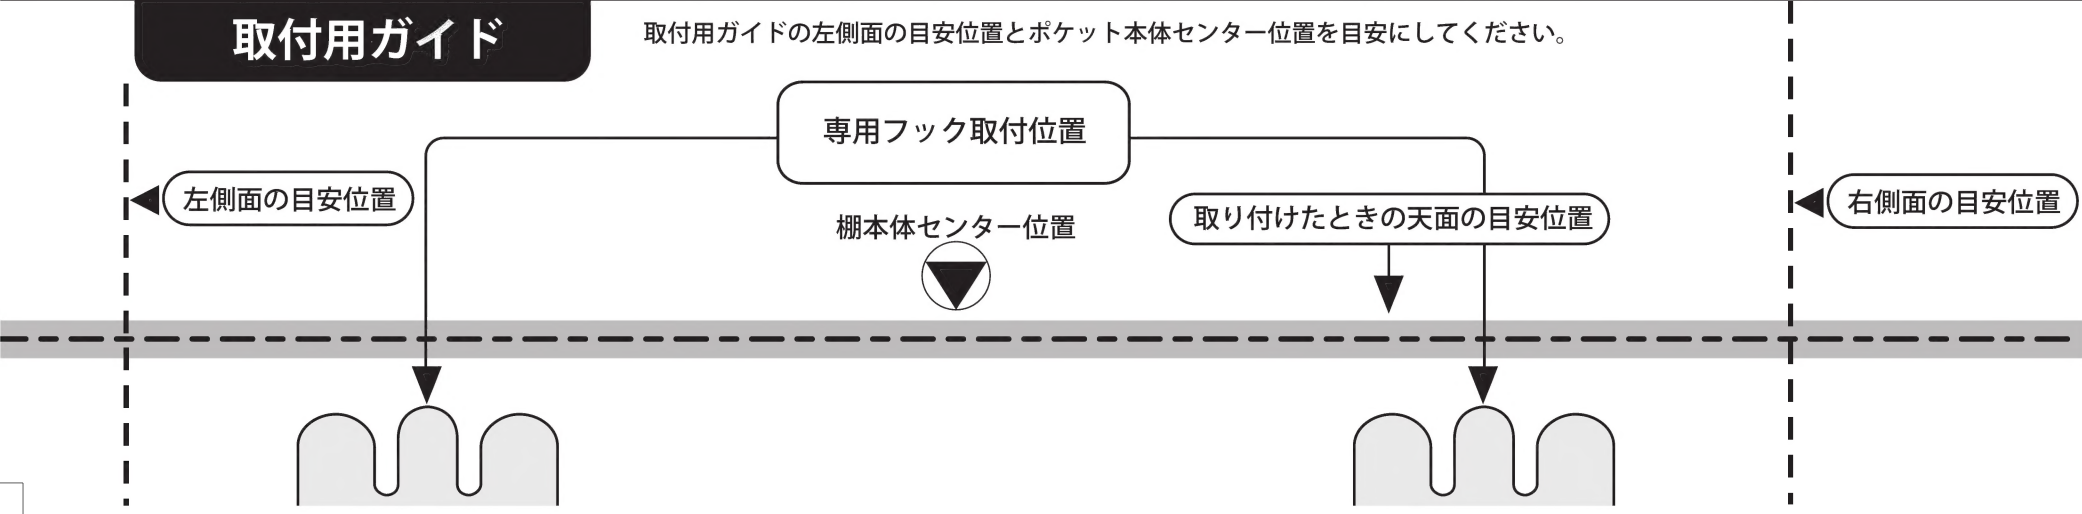 取付用ガイド
取付用ガイドの左側面の目安位置とポケット本体センター位置を目安にしてください。
専用フック取付位置
左側面の目安位置
右側面の目安位置
取り付けたときの天面の目安位置
棚本体センター位置